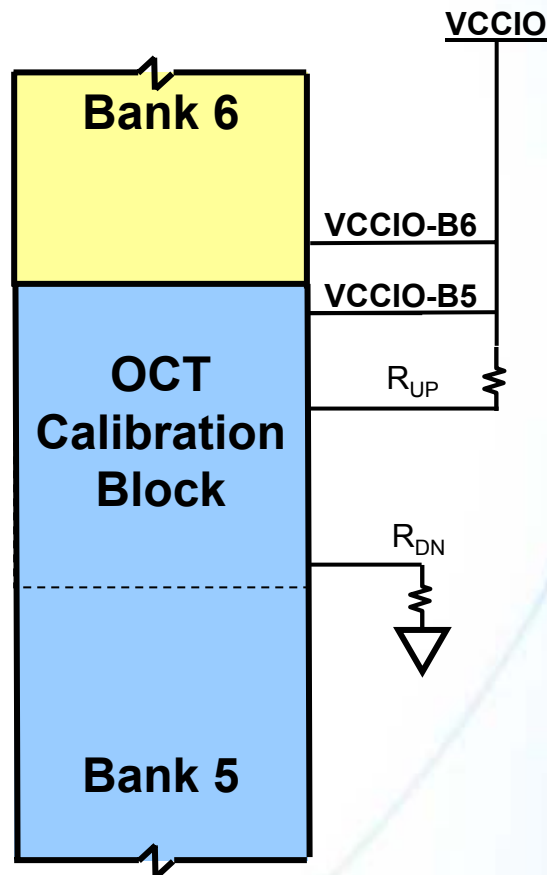 VCCIO
Bank 6
VCCIO-B6
VCCIO-B5
OCT
Calibration
Block
RUP
RDN
Bank 5